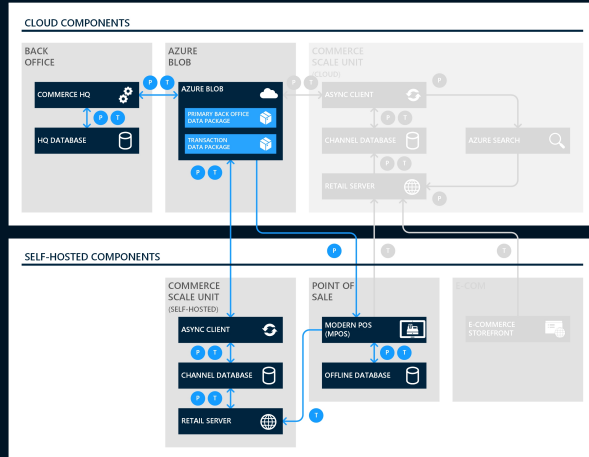 CLOUD COMPONENTS
BACK
OFFICE
COMMERCE HQ
P T
HQ DATABASE
P T
AZURE
BLOB
AZURE BLOB
PRIMARY BACK OFFICE
DATA PACKAGE
TRANSACTION
DATA PACKAGE
P T
P T
COMMERCE
SCALE UNIT
(CLOUD)
ASYNC CLIENT
P
P T
CHANNEL DATABASE
AZURE SEARCH
P T
RETAIL SERVER
P
P
T
T
SELF-HOSTED COMPONENTS
COMMERCE
SCALE UNIT
(SELF-HOSTED)
ASYNC CLIENT
P T
CHANNEL DATABASE
P T
RETAIL SERVER
POINT OF
SALE
MODERN POS
(MPOS)
P T
OFFLINE DATABASE
T
E-COM
E-COMMERCE
STOREFRONT